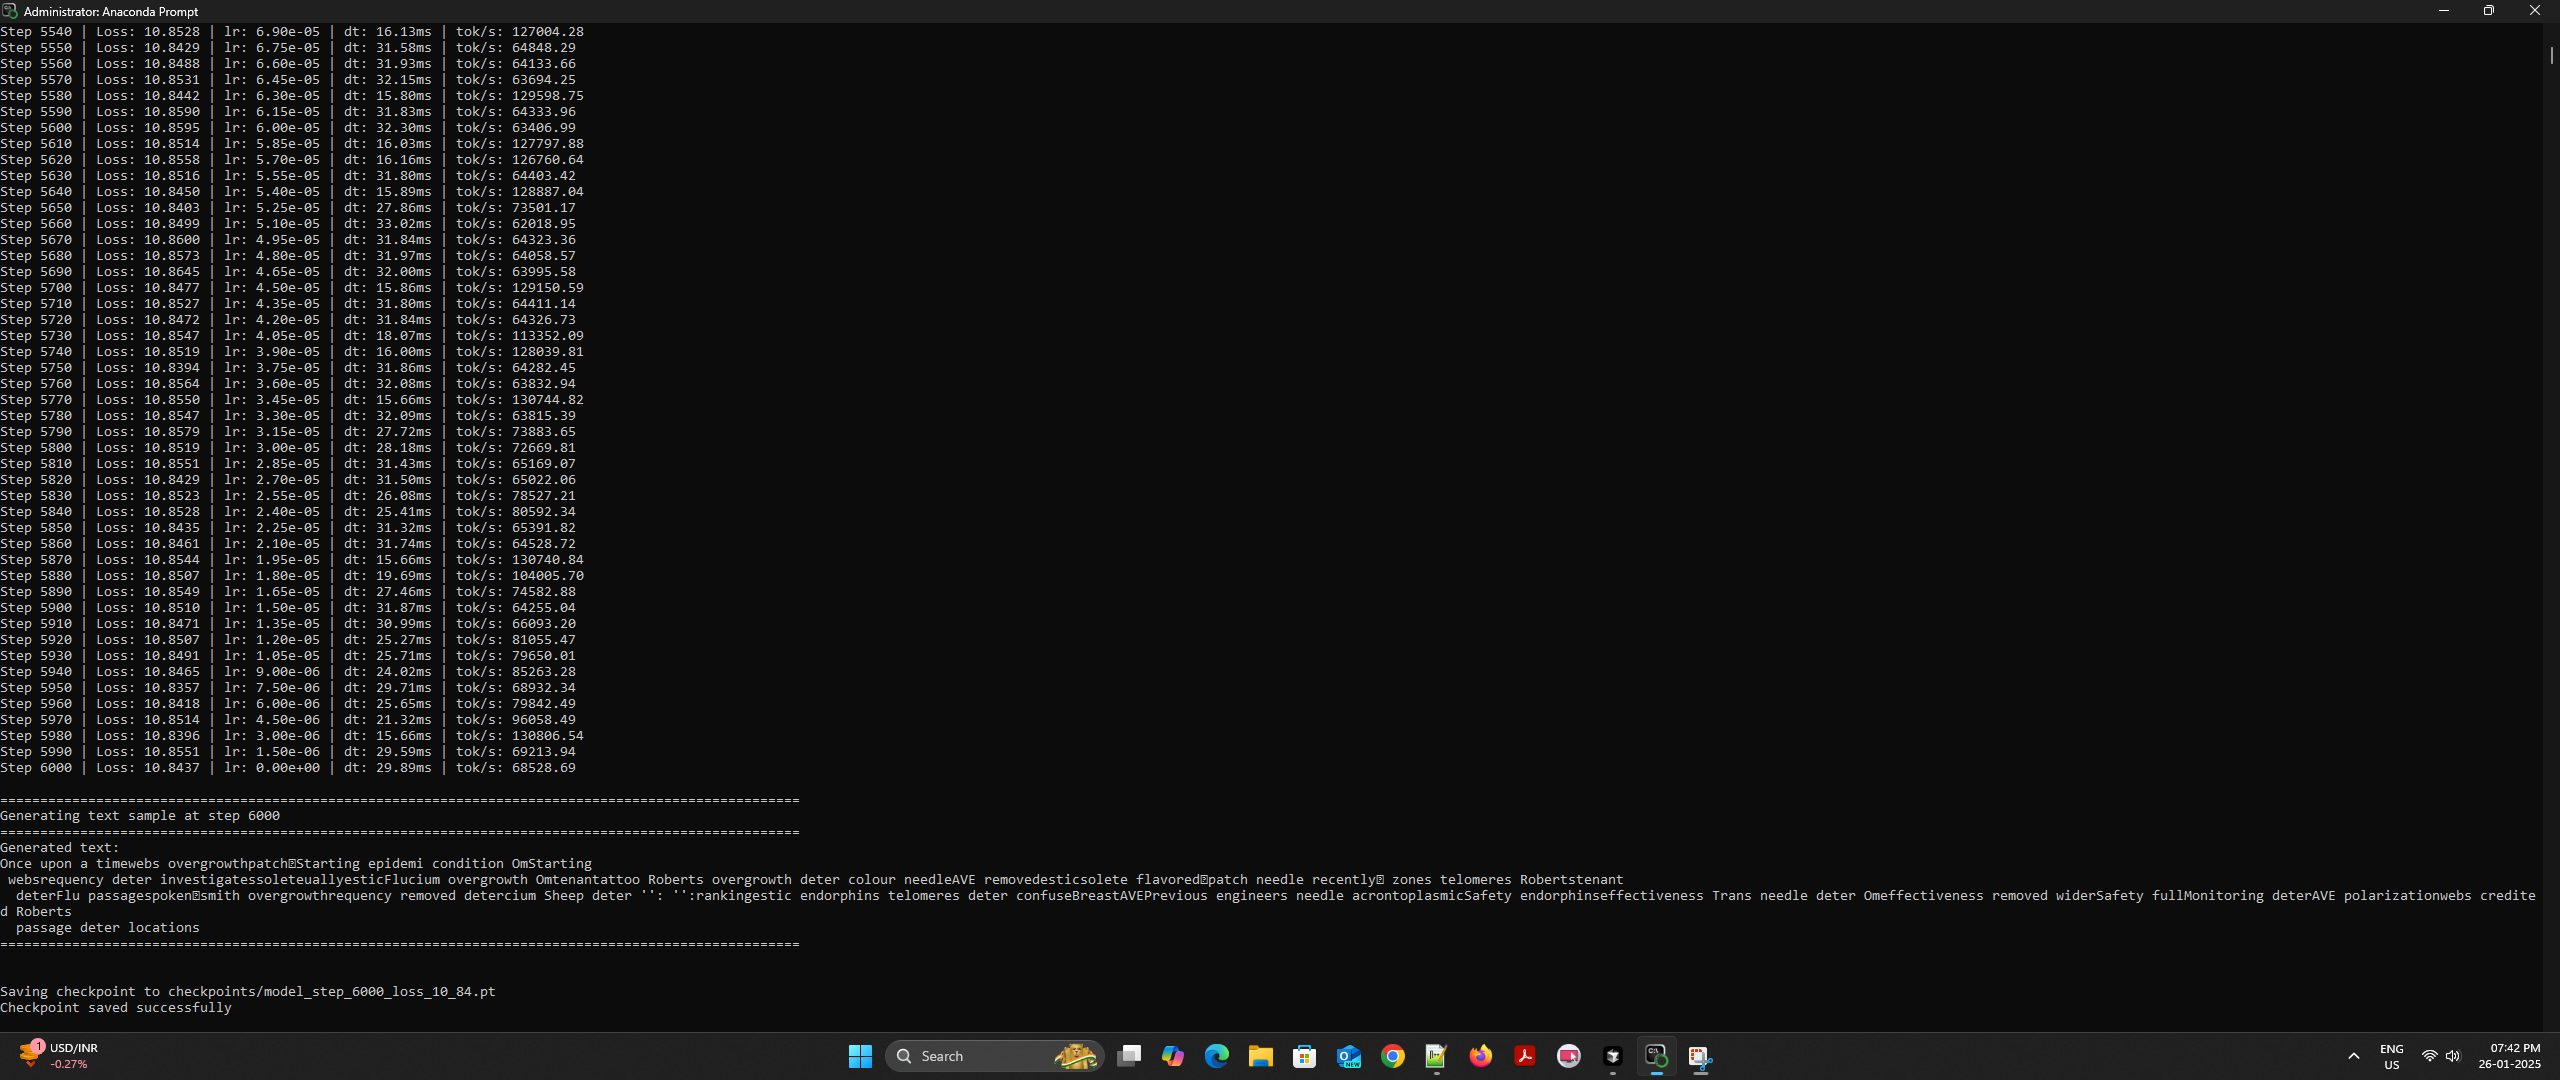 Administrator: Anaconda Prompt
Step 5540 | Loss: 10.8528 | lr: 6.90e-05 | dt: 16.13ms | tok/s: 127004.28
Step 5550 | Loss: 10.8429 | lr: 6.75e-05 | dt: 31.58ms | tok/s: 64848.29
Step 5560 | Loss: 10.8488 | lr: 6.60e-05 | dt: 31.93ms | tok/s: 64133.66
Step 5570 | Loss: 10.8531 | lr: 6.45e-05 | dt: 32.15ms | tok/s: 63694.25
Step 5580 | Loss: 10.8442 | lr: 6.30e-05 | dt: 15.80ms | tok/s: 129598.75
Step 5590 | Loss: 10.8590 | lr: 6.15e-05 | dt: 31.83ms | tok/s: 64333.96
Step 5600 | Loss: 10.8595 | lr: 6.00e-05 | dt: 32.30ms | tok/s: 63406.99
Step 5610 | Loss: 10.8514 | lr: 5.85e-05 | dt: 16.03ms | tok/s: 127797.88
Step 5620 | Loss: 10.8558 | lr: 5.70e-05 | dt: 16.16ms | tok/s: 126760.64
Step 5630 | Loss: 10.8516 | lr: 5.55e-05 | dt: 31.80ms | tok/s: 64403.42
Step 5640 | Loss: 10.8450 | lr: 5.40e-05 | dt: 15.89ms | tok/s: 128887.04
Step 5650 | Loss: 10.8403 | lr: 5.25e-05 | dt: 27.86ms | tok/s: 73501.17
Step 5660 | Loss: 10.8499 | lr: 5.10e-05 | dt: 33.02ms | tok/s: 62018.95
Step 5670 | Loss: 10.8600 | lr: 4.95e-05 | dt: 31.84ms | tok/s: 64323.36
Step 5680 | Loss: 10.8573 | lr: 4.80e-05 | dt: 31.97ms | tok/s: 64058.57
Step 5690 | Loss: 10.8645 | lr: 4.65e-05 | dt: 32.00ms | tok/s: 63995.58
Step 5700 | Loss: 10.8477 | lr: 4.50e-05 | dt: 15.86ms | tok/s: 129150.59
Step 5710 | Loss: 10.8527 | lr: 4.35e-05 | dt: 31.80ms | tok/s: 64411.14
Step 5720 | Loss: 10.8472 | lr: 4.20e-05 | dt: 31.84ms | tok/s: 64326.73
Step 5730 | Loss: 10.8547 | lr: 4.05e-05 | dt: 18.07ms | tok/s: 113352.09
Step 5740 | Loss: 10.8519 | lr: 3.90e-05 | dt: 16.00ms | tok/s: 128039.81
Step 5750 | Loss: 10.8394 | lr: 3.75e-05 | dt: 31.86ms | tok/s: 64282.45
Step 5760 | Loss: 10.8564 | lr: 3.60e-05 | dt: 32.08ms | tok/s: 63832.94
Step 5770 | Loss: 10.8550 | lr: 3.45e-05 | dt: 15.66ms | tok/s: 130744.82
Step 5780 | Loss: 10.8547 | lr: 3.30e-05 | dt: 32.09ms | tok/s: 63815.39
Step 5790 | Loss: 10.8579 | lr: 3.15e-05 | dt: 27.72ms | tok/s: 73883.65
Step 5800 | Loss: 10.8519 | lr: 3.00e-05 | dt: 28.18ms | tok/s: 72669.81
Step 5810 | Loss: 10.8551 | lr: 2.85e-05 | dt: 31.43ms | tok/s: 65169.07
Step 5820 | Loss: 10.8429 | lr: 2.70e-05 | dt: 31.50ms | tok/s: 65022.06
Step 5830 | Loss: 10.8523 | lr: 2.55e-05 | dt: 26.08ms | tok/s: 78527.21
Step 5840 | Loss: 10.8528 | lr: 2.40e-05 | dt: 25.41ms | tok/s: 80592.34
Step 5850 | Loss: 10.8435 | lr: 2.25e-05 | dt: 31.32ms | tok/s: 65391.82
Step 5860 | Loss: 10.8461 | lr: 2.10e-05 | dt: 31.74ms | tok/s: 64528.72
Step 5870 | Loss: 10.8544 | lr: 1.95e-05 | dt: 15.66ms | tok/s: 130740.84
Step 5880 | Loss: 10.8507 | lr: 1.80e-05 | dt: 19.69ms | tok/s: 104005.70
Step 5890 | Loss: 10.8549 | lr: 1.65e-05 | dt: 27.46ms | tok/s: 74582.88
Step 5900 | Loss: 10.8510 | lr: 1.50e-05 | dt: 31.87ms | tok/s: 64255.04
Step 5910 | Loss: 10.8471 | lr: 1.35e-05 | dt: 30.99ms | tok/s: 66093.20
Step 5920 | Loss: 10.8507 | lr: 1.20e-05 | dt: 25.27ms | tok/s: 81055.47
Step 5930 | Loss: 10.8491 | lr: 1.05e-05 | dt: 25.71ms | tok/s: 79650.01
Step 5940 | Loss: 10.8465 | lr: 9.00e-06 | dt: 24.02ms | tok/s: 85263.28
Step 5950 | Loss: 10.8357 | lr: 7.50e-06 | dt: 29.71ms | tok/s: 68932.34
Step 5960 | Loss: 10.8418 | lr: 6.00e-06 | dt: 25.65ms | tok/s: 79842.49
Step 5970 | Loss: 10.8514 | lr: 4.50e-06 | dt: 21.32ms | tok/s: 96058.49
Step 5980 | Loss: 10.8396 | lr: 3.00e-06 | dt: 15.66ms | tok/s: 130806.54
Step 5990 | Loss: 10.8551 | lr: 1.50e-06 | dt: 29.59ms | tok/s: 69213.94
Step 6000 | Loss: 10.8437 | lr: 0.00e+00 | dt: 29.89ms | tok/s: 68528.69
====================================================================================================
Generating text sample at step 6000
====================================================================================================
Generated text:
Once upon a timewebs overgrowthpatch�Starting epidemi condition OmStarting
websrequency deter investigatessoleteuallyesticFlucium overgrowth Omtenantattoo Roberts overgrowth deter colour needleAVE removedesticsolete flavored�patch needle recently� zones telomeres Robertstenant
deterFlu passagespoken�smith overgrowthrequency removed detercium Sheep deter '': '':rankingestic endorphins telomeres deter confuseBreastAVEPrevious engineers needle acrontoplasmicSafety endorphinseffectiveness Trans needle deter Omeffectiveness removed widerSafety fullMonitoring deterAVE polarizationwebs credite
d Roberts
passage deter locations
====================================================================================================
Saving checkpoint to checkpoints/model_step_6000_loss_10_84.pt
Checkpoint saved successfully
1
USD/INR
-0.27%
Search
NEW
ENG
US
07:42 PM
26-01-2025